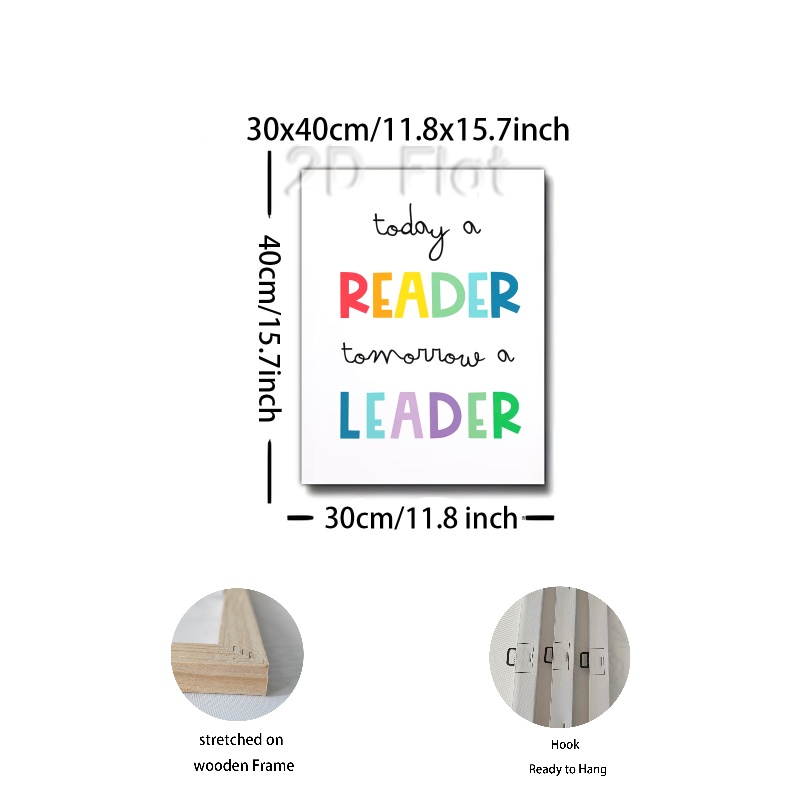 30x40cm/11.8x15.7inch
2D Flat
40cm/15.7inch
today a
READER
tomorrow a
LEADER
30cm/11.8 inch
stretched on
wooden Frame
Hook
Ready to Hang